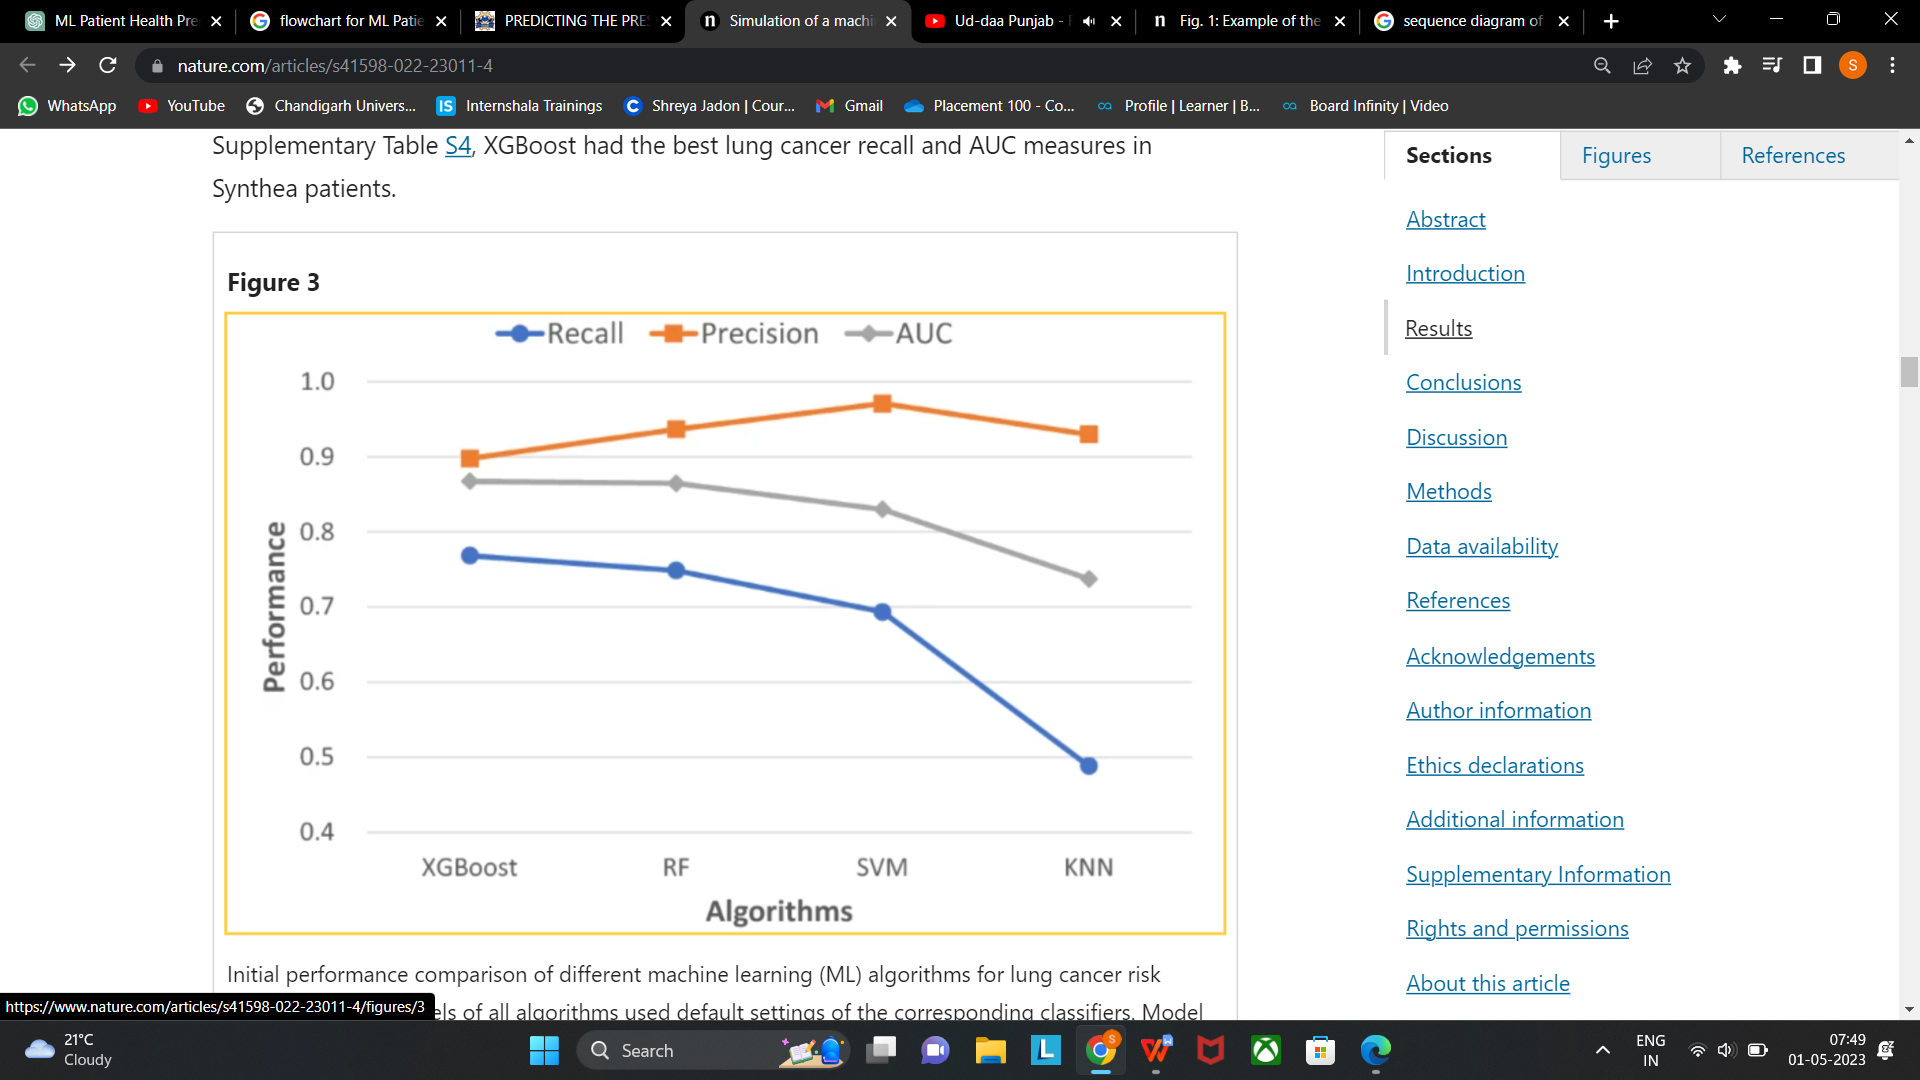 ML Patient Health Pre
flowchart for ML Patie
PREDICTING THE PRE
Simulation of a machi
Ud-daa Punjab -
Fig. 1: Example of the
sequence diagram of
nature.com/articles/s41598-022-23011-4
S
WhatsApp
YouTube
Chandigarh Univers...
IS Internshala Trainings
C Shreya Jadon | Cour...
Gmail
Placement 100 - Co...
Profile | Learner | B...
Board Infinity | Video
Supplementary Table S4, XGBoost had the best lung cancer recall and AUC measures in
Synthea patients.
Figure 3
Recall Precision AUC
1.0
0.9
0.8
0.7
0.6
0.5
0.4
Performance
XGBoost RF SVM KNN
Algorithms
Initial performance comparison of different machine learning (ML) algorithms for lung cancer risk
els of all algorithms used default settings of the corresponding classifiers. Model
https://www.nature.com/articles/s41598-022-23011-4/figures/3
Sections Figures References
Abstract
Introduction
Results
Conclusions
Discussion
Methods
Data availability
References
Acknowledgements
Author information
Ethics declarations
Additional information
Supplementary Information
Rights and permissions
About this article
21°C
Cloudy
Search
ENG
IN
07:49
01-05-2023